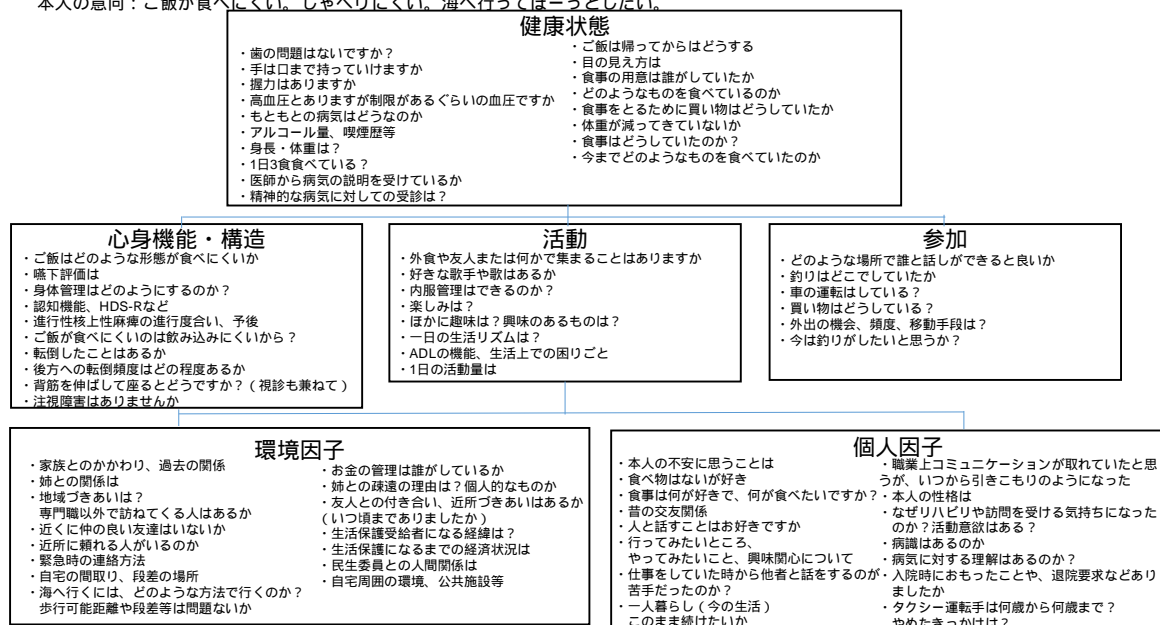 本人の意向：ご飯が食べにくい。しゃべりにくい。海へ行ってぼーっとしたい。
健康状態
・歯の問題はないですか？
・手は口まで持っていけますか
・握力はありますか
・高血圧とありますが制限があるぐらいの血圧ですか
・もともとの病気はどうなのか
・アルコール量、喫煙歴等
・身長・体重は？
・1日3食食べている？
・医師から病気の説明を受けているか
・精神的な病気に対しての受診は？
・ご飯は帰ってからはどうする
・目の見え方は
・食事の用意は誰がしていたか
・どのようなものを食べているのか
・食事をとるために買い物はどうしていたか
・体重が減ってきていないか
・食事はどうしていたのか？
・今までどのようなものを食べていたのか
心身機能・構造
・ご飯はどのような形態が食べにくいか
・嚥下評価は
・身体管理はどのようにするのか？
・認知機能、HDS-Rなど
・進行性核上性麻痺の進行度合い、予後
・ご飯が食べにくいのは飲み込みにくいから？
・転倒したことはあるか
・後方への転倒頻度はどの程度あるか
・背筋を伸ばして座るとどうですか？（視診も兼ねて）
・注視障害はありませんか
活動
・外食や友人または何かで集まることはありますか
・好きな歌手や歌はあるか
・内服管理はできるのか？
・楽しみは？
・ほかに趣味は？興味のあるものは？
・一日の生活リズムは？
・ADLの機能、生活上での困りごと
・1日の活動量は
参加
・どのような場所で誰と話しができると良いか
・釣りはどこでしていたか
・車の運転はしている？
・買い物はどうしている？
・外出の機会、頻度、移動手段は？
・今は釣りがしたいと思うか？
環境因子
・家族とのかかわり、過去の関係
・姉との関係は
・地域づきあいは？
専門職以外で訪ねてくる人はあるか
・近くに仲の良い友達はいないか
・近所に頼れる人がいるのか
・緊急時の連絡方法
・自宅の間取り、段差の場所
・海へ行くには、どのような方法で行くのか？
歩行可能距離や段差等は問題ないか
・お金の管理は誰がしているか
・姉との疎遠の理由は？個人的なものか
・友人との付き合い、近所づきあいはあるか
（いつ頃までありましたか）
・生活保護受給者になる経緯は？
・生活保護になるまでの経済状況は
・民生委員との人間関係は
・自宅周囲の環境、公共施設等
個人因子
・本人の不安に思うことは
・食べ物はないが好き
・食事は何が好きで、何が食べたいですか？
・昔の交友関係
・人と話すことはお好きですか
・行ってみたいところ、
やってみたいこと、興味関心について
・仕事をしていた時から他者と話をするのが
苦手だったのか？
・一人暮らし（今の生活）
このまま続けたいか
・職業上コミュニケーションが取れていたと思
うが、いつから引きこもりのようになった
・本人の性格は
・なぜリハビリや訪問を受ける気持ちになった
のか？活動意欲はある？
・病識はあるのか
・病気に対する理解はあるのか？
・入院時におもったことや、退院要求などあり
ましたか
・タクシー運転手は何歳から何歳まで？
やめたきっかけは？